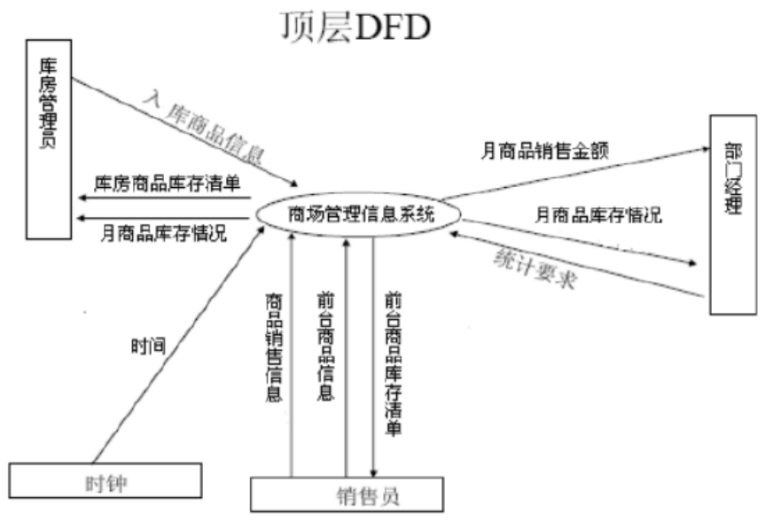 顶层DFD
库房管理员
入 库商品信息
库房商品库存清单
月商品库存情况
商场管理信息系统
月商品销售金额
月商品库存情况
统计要求
部门经理
时间
商品销售信息
前台商品信息
前台商品库存清单
时钟
销售员